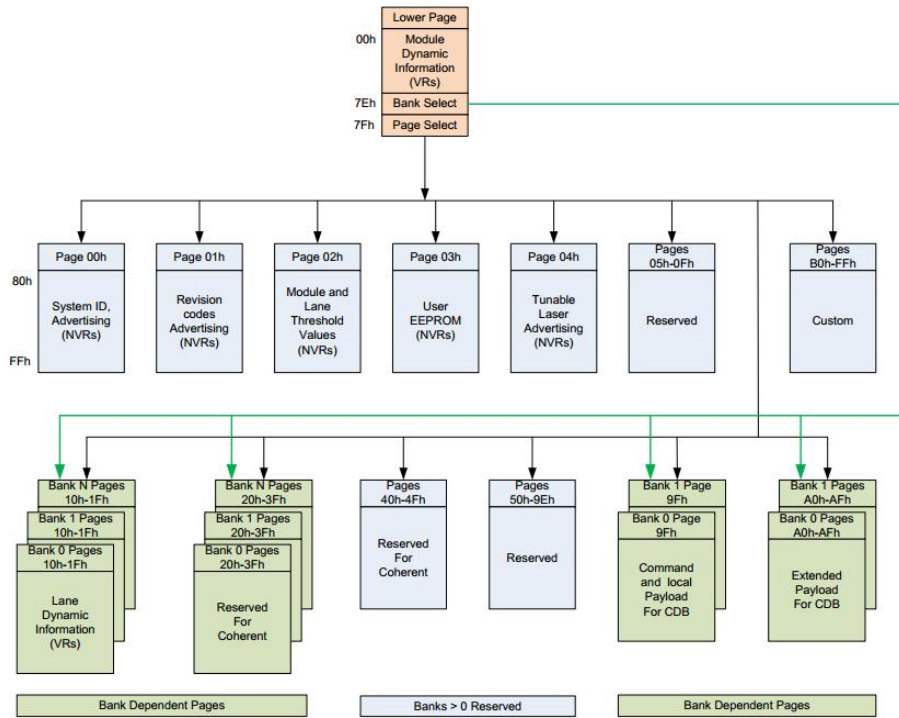 Lower Page
00h
Module
Dynamic
Information
(VRs)
7Eh
Bank Select
7Fh
Page Select
Page 00h
80h
System ID,
Advertising
(NVRs)
FFh
Page 01h
Revision
codes
Advertising
(NVRs)
Page 02h
Module and
Lane
Threshold
Values
(NVRs)
Page 03h
User
EEPROM
(NVRs)
Page 04h
Tunable
Laser
Advertising
(NVRs)
Pages
05h-0Fh
Reserved
Pages
B0h-FFh
Custom
Bank N Pages
10h-1Fh
Bank 1 Pages
10h-1Fh
Bank 0 Pages
10h-1Fh
Lane
Dynamic
Information
(VRs)
Bank N Pages
20h-3Fh
Bank 1 Pages
20h-3Fh
Bank 0 Pages
20h-3Fh
Reserved
For
Coherent
Pages
40h-4Fh
Reserved
For
Coherent
Pages
50h-9Eh
Reserved
Bank 1 Page
9Fh
Bank 0 Page
9Fh
Command
and local
Payload
For CDB
Bank 1 Pages
A0h-AFh
Bank 0 Pages
A0h-AFh
Extended
Payload
For CDB
Bank Dependent Pages
Banks > 0 Reserved
Bank Dependent Pages